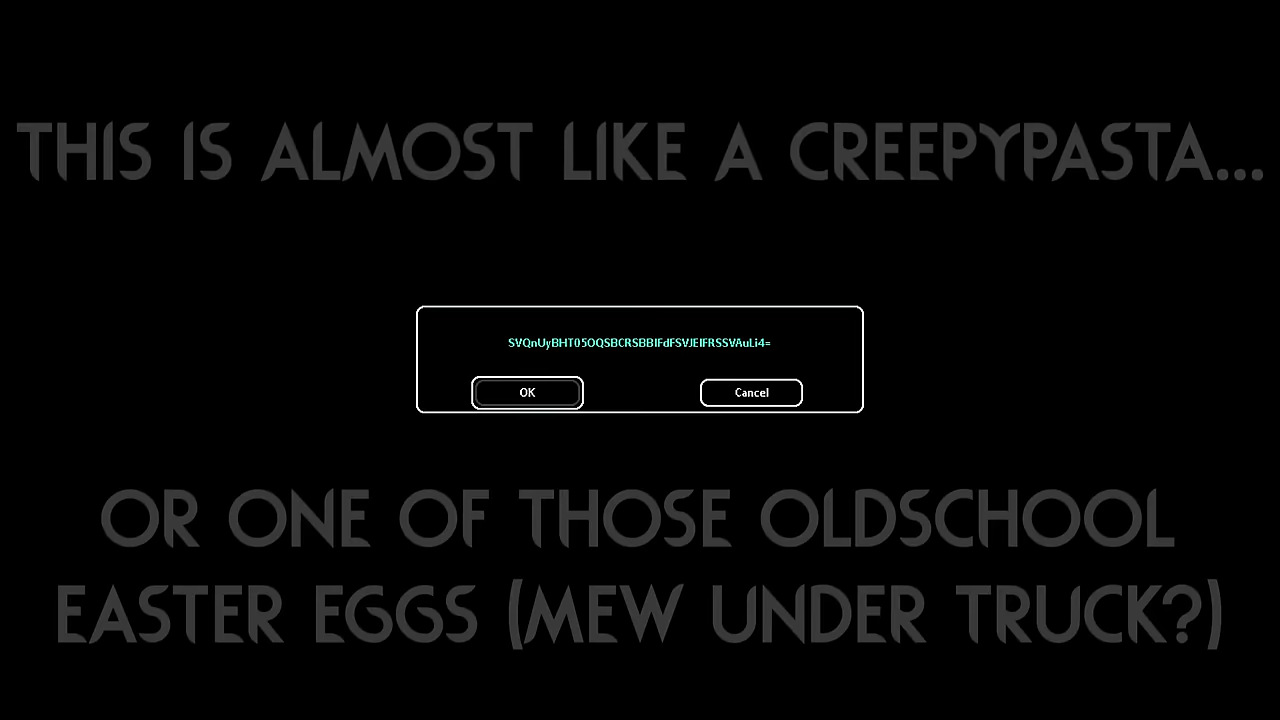 THIS IS ALMOST LIKE A CREEPYPASTA...
SVQnUyBHT05OQSBCRSBBIFdFSVJEIFRSSVAuLi4=
OK Cancel
OR ONE OF THOSE OLDSCHOOL
EASTER EGGS (MEW UNDER TRUCK?)